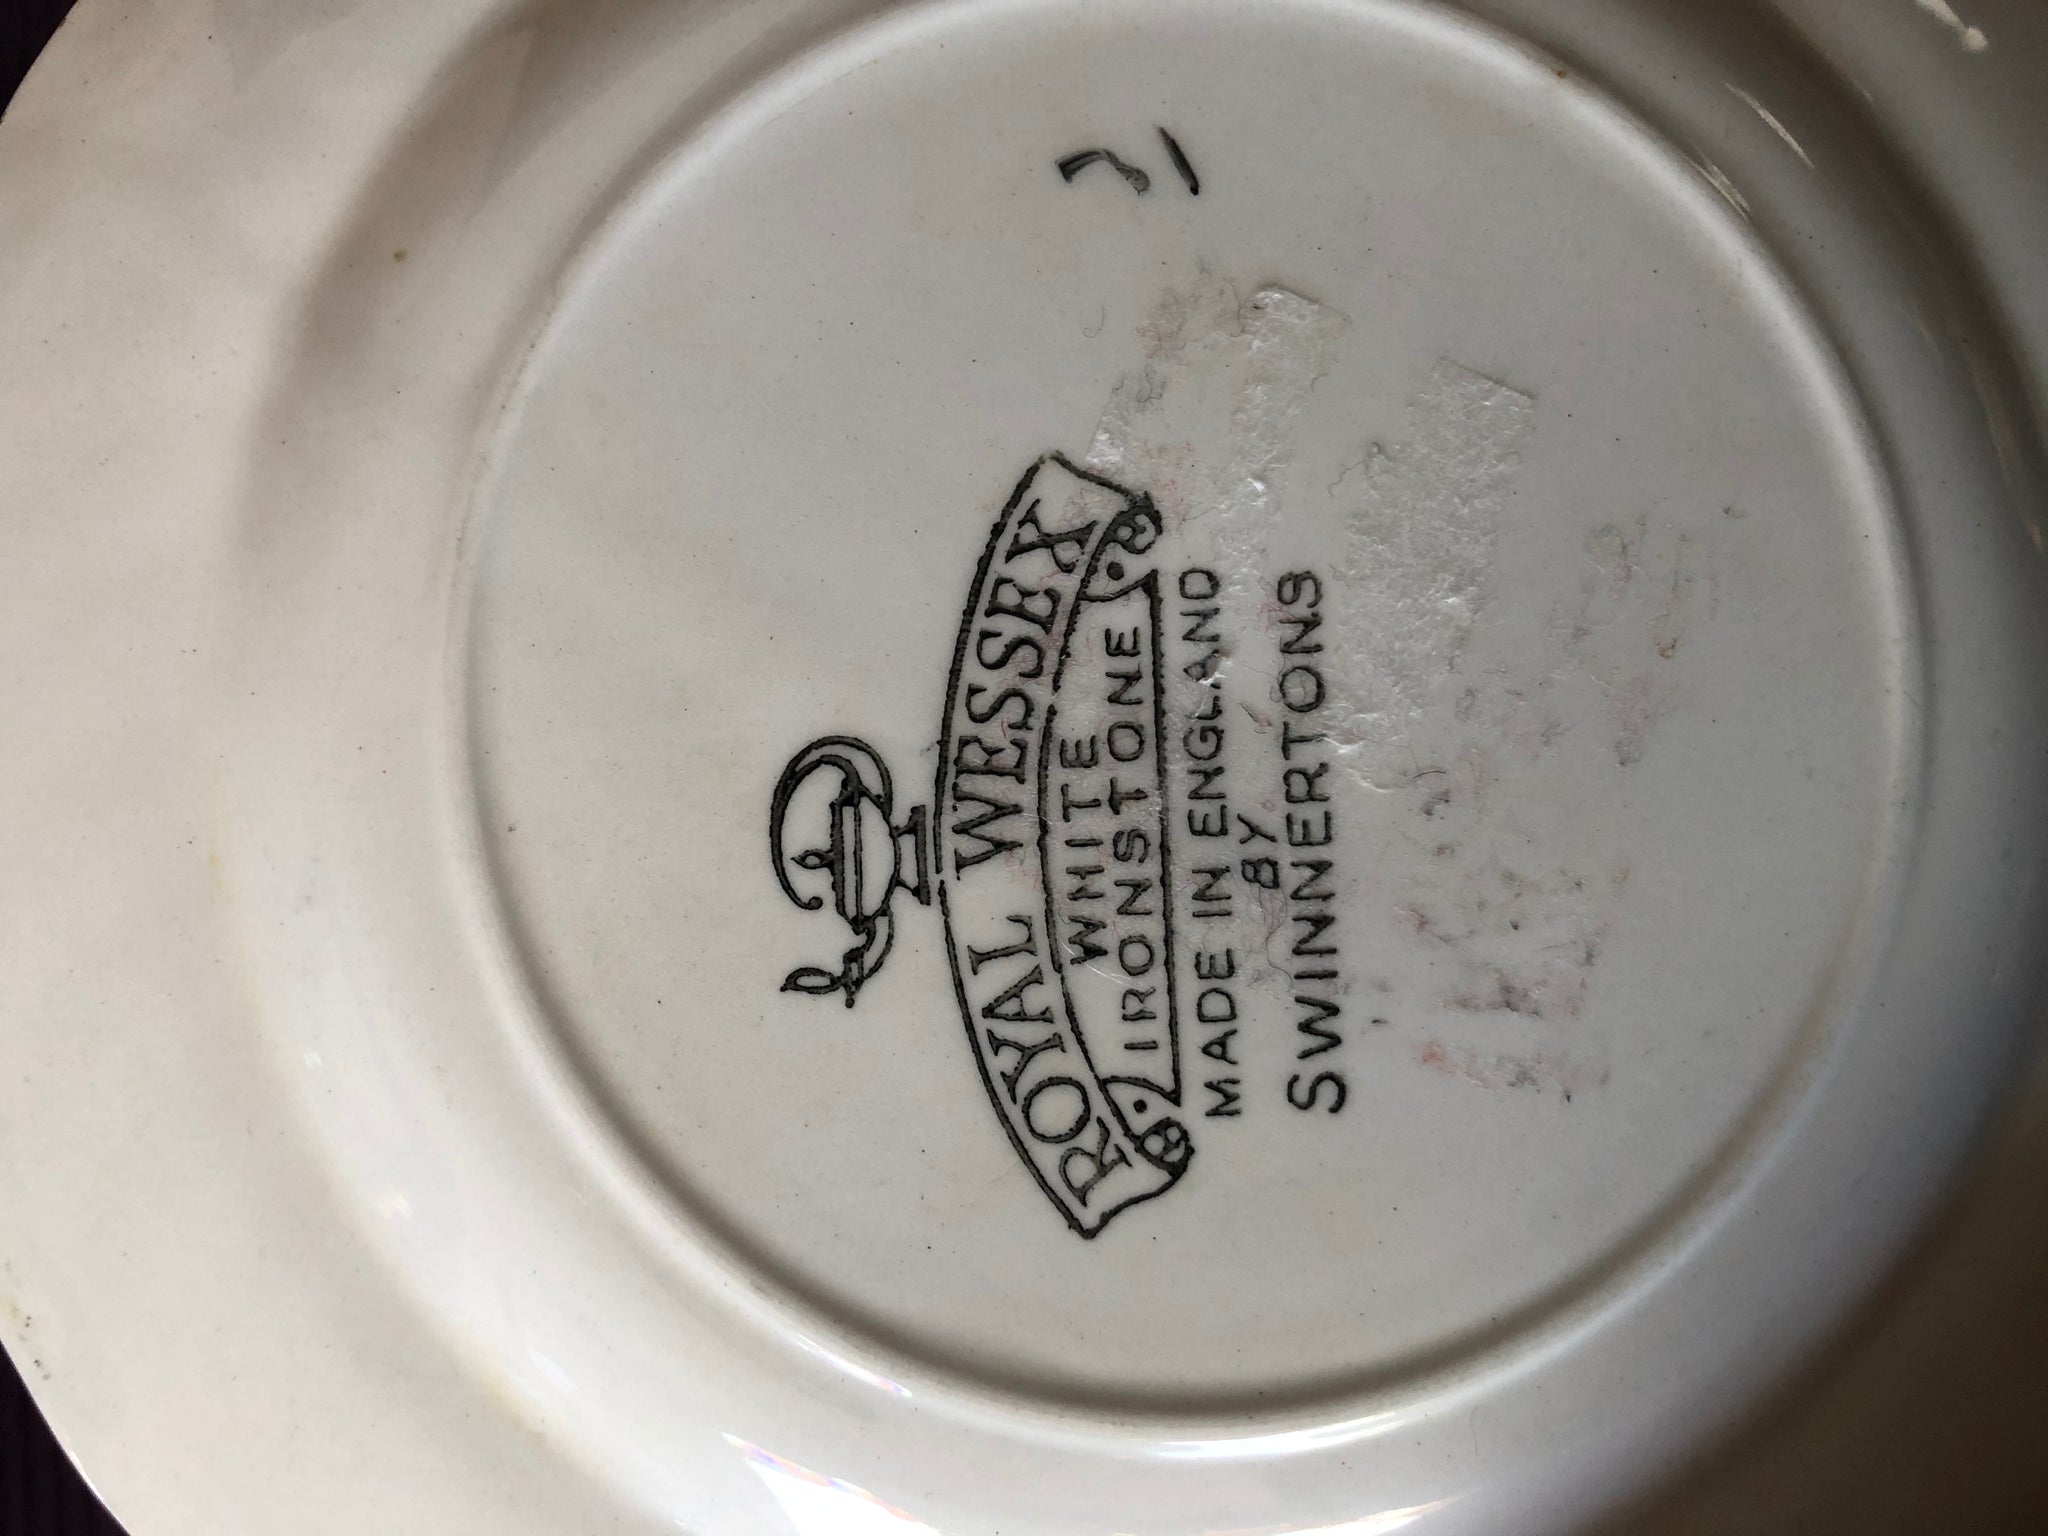 ROYAL WESSEX
WHITE
IRONSTONE
MADE IN ENGLAND
BY
SWINNERTONS